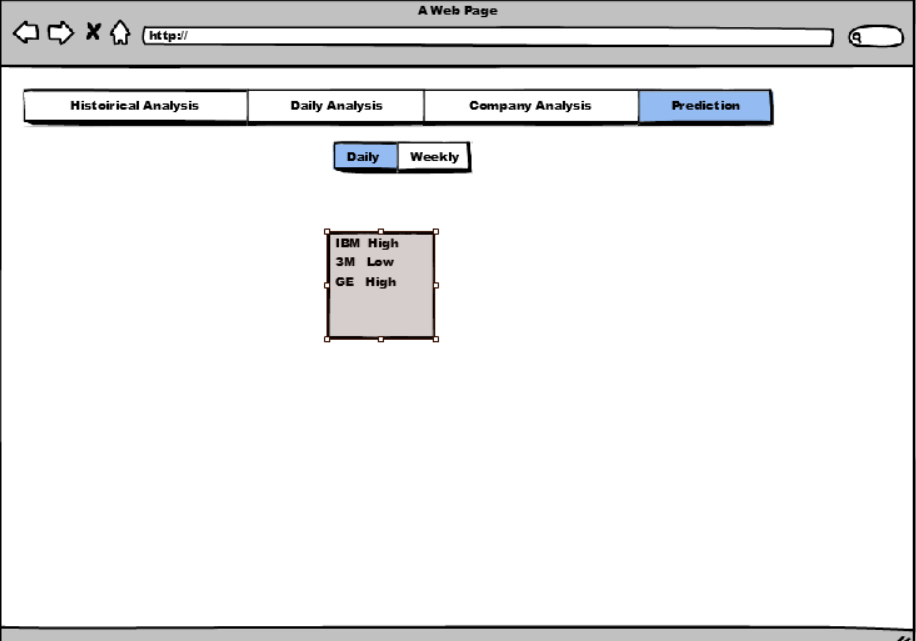 A Web Page
http://
Histoirical Analysis Daily Analysis Company Analysis Prediction
Daily Weekly
IBM High
3M Low
GE High